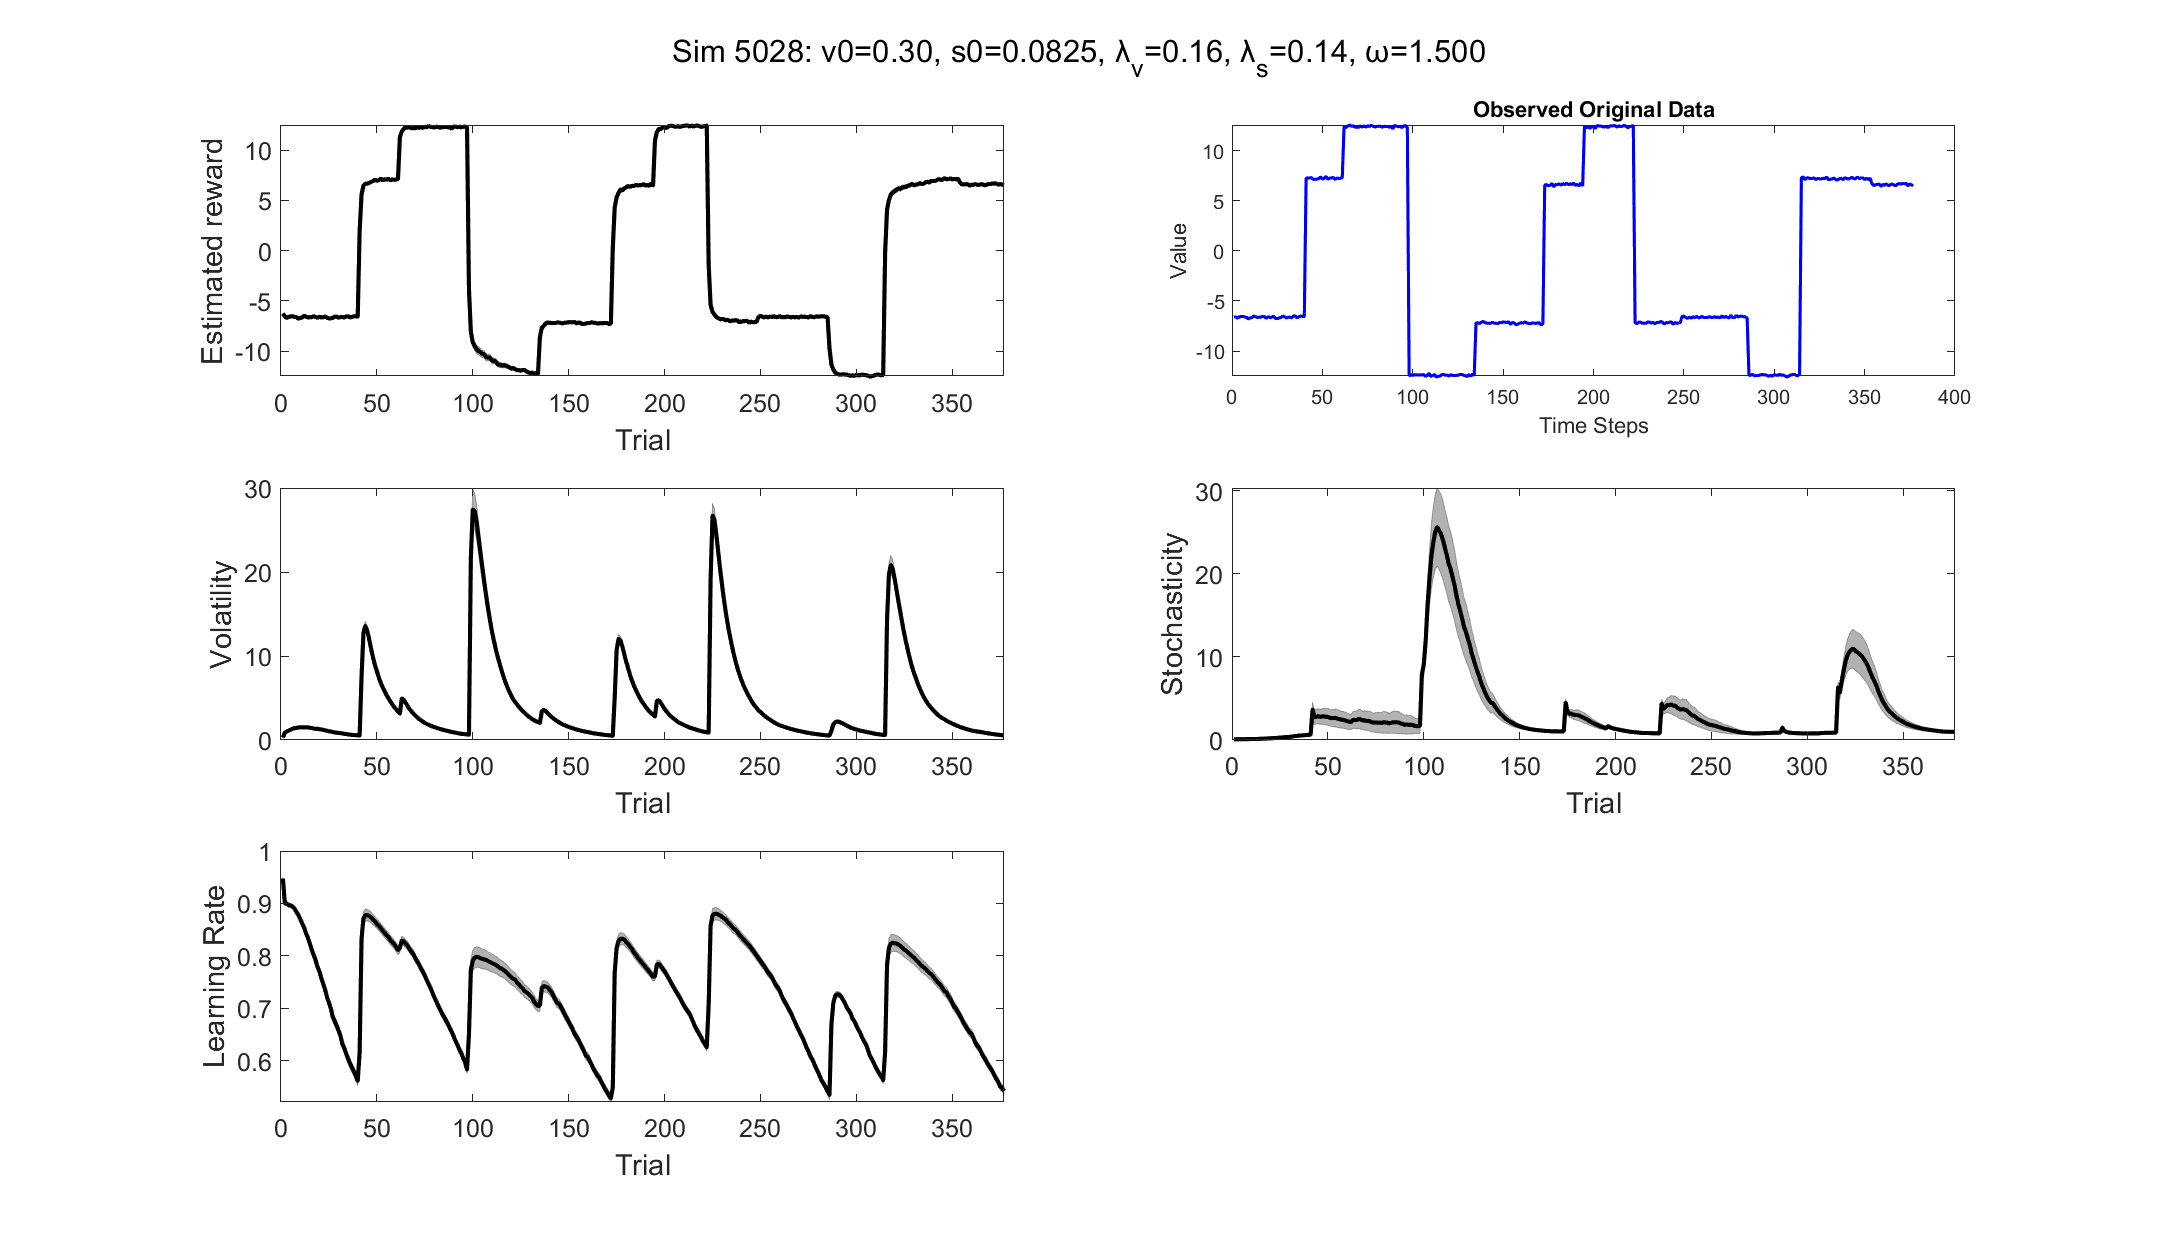 Sim 5028: v0=0.30, s0=0.0825, λv=0.16, λs=0.14, ω=1.500
Estimated reward
10
5
0
-5
-10
0 50 100 150 200 250 300 350
Trial
Observed Original Data
Value
10
5
0
-5
-10
0 50 100 150 200 250 300 350 400
Time Steps
Volatility
30
20
10
0
0 50 100 150 200 250 300 350
Trial
Stochasticity
30
20
10
0
0 50 100 150 200 250 300 350
Trial
Learning Rate
1
0.9
0.8
0.7
0.6
0 50 100 150 200 250 300 350
Trial